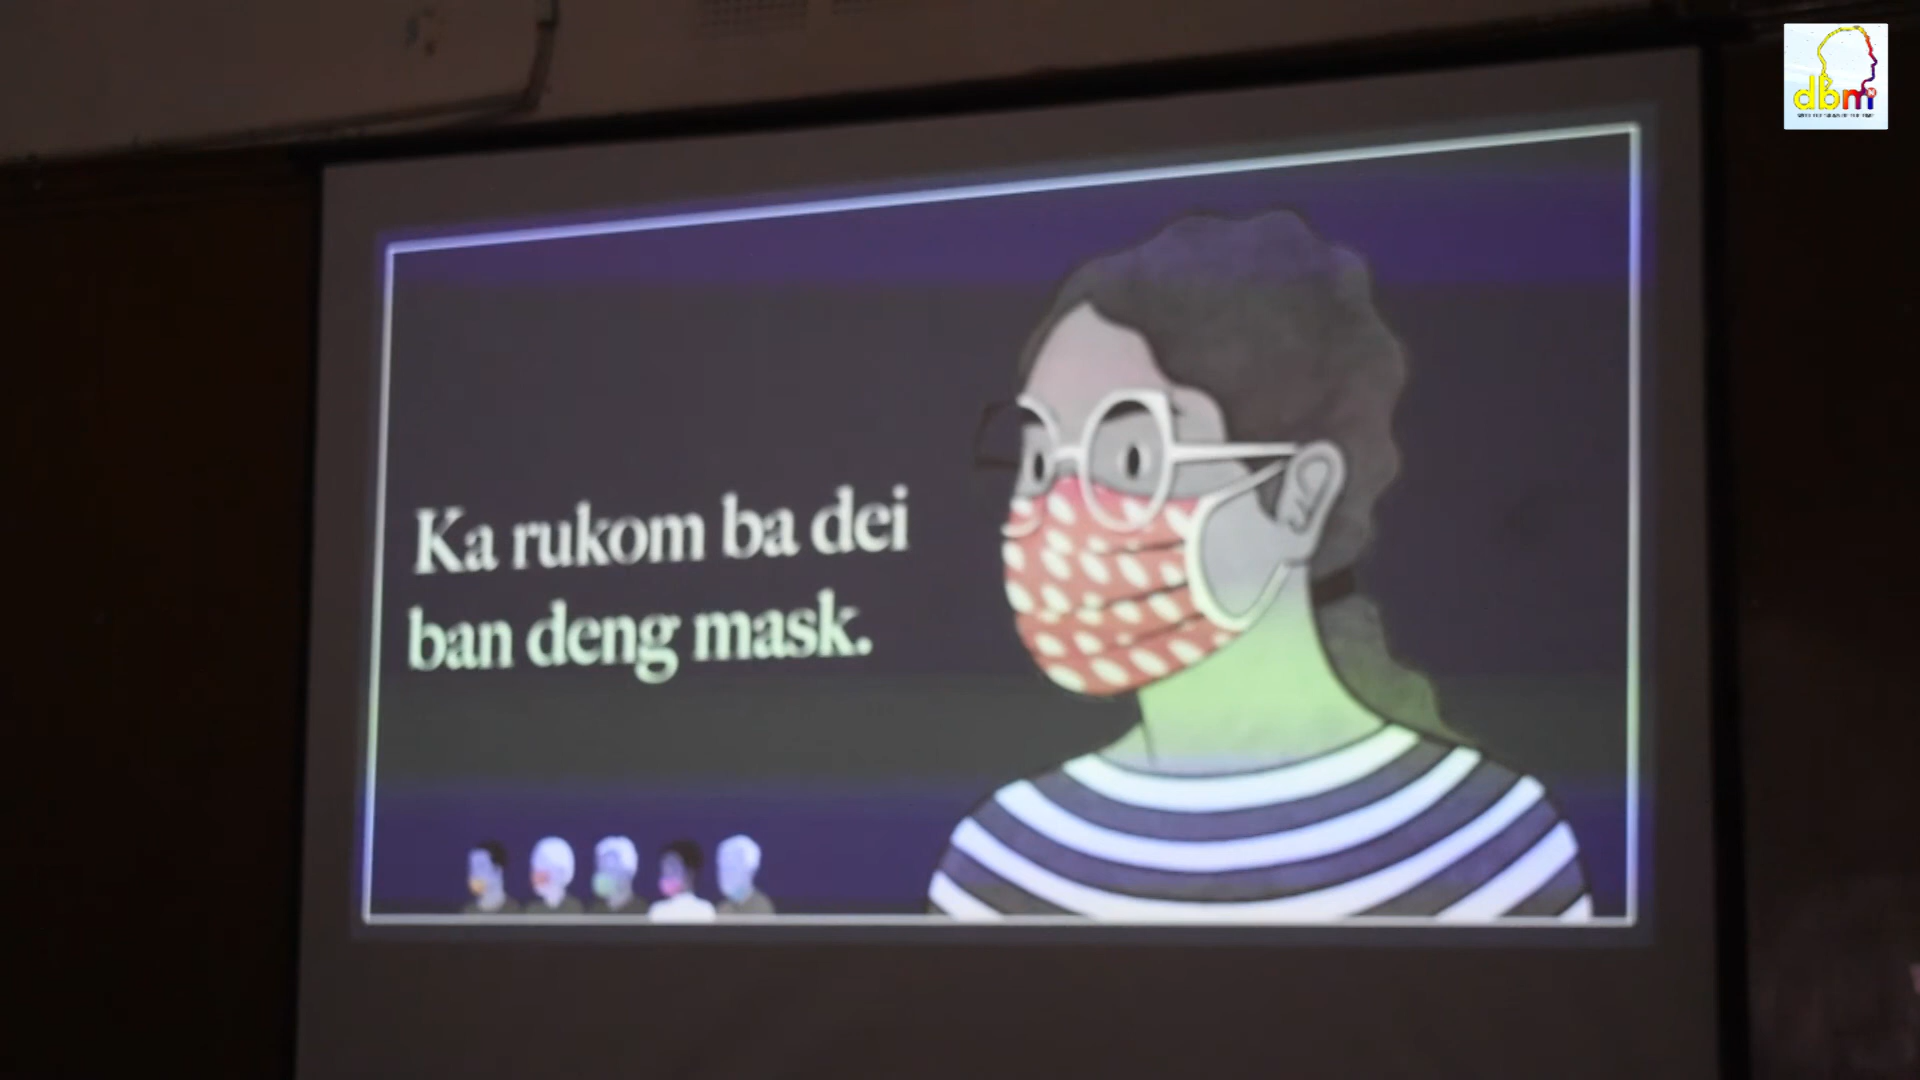 Ka rukom ba dei
ban deng mask.
dbm